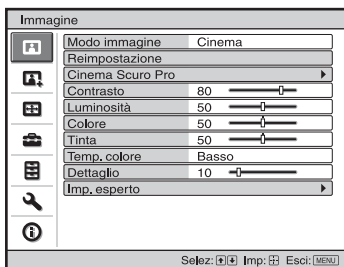 Immagine
Modo immagine Cinema
Reimpostazione
Cinema Scuro Pro
Contrasto 80
Luminosità 50
Colore 50
Tinta 50
Temp. colore Basso
Dettaglio 10
Imp. esperto
Selez: Imp: Esci: MENU